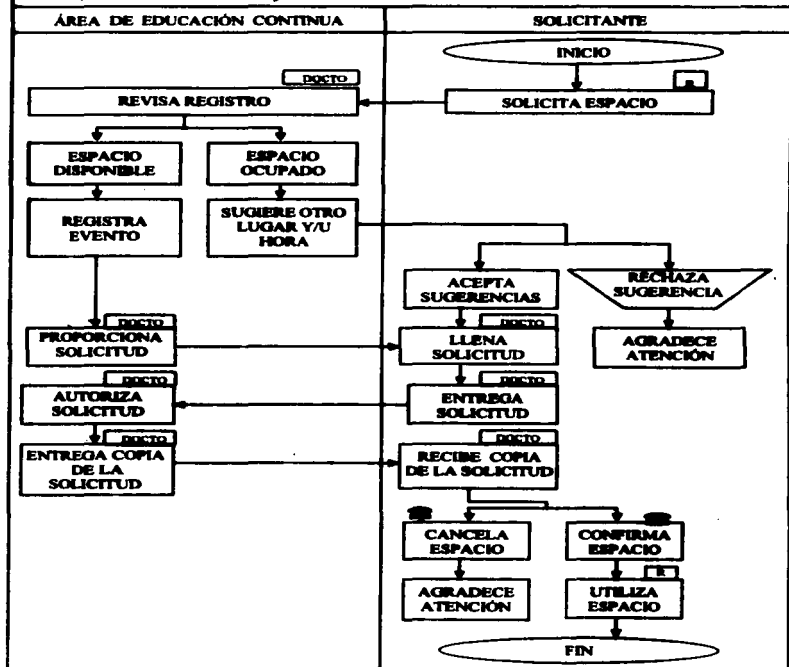 ÁREA DE EDUCACIÓN CONTINUA
SOLICITANTE
INICIO
DOCTO
REVISA REGISTRO
SOLICITA ESPACIO
ESPACIO
DISPONIBLE
ESPACIO
OCUPADO
REGISTRA
EVENTO
SUGIERE OTRO
LUGAR Y/U
HORA
ACEPTA
SUGERENCIAS
RECHAZA
SUGERENCIA
DOCTO
PROPORCIONA
SOLICITUD
DOCTO
LLENA
SOLICITUD
AGRADECE
ATENCIÓN
DOCTO
AUTORIZA
SOLICITUD
DOCTO
ENTREGA
SOLICITUD
DOCTO
ENTREGA COPIA
DE LA
SOLICITUD
DOCTO
RECIBE COPIA
DE LA SOLICITUD
CANCELA
ESPACIO
CONFIRMA
ESPACIO
AGRADECE
ATENCIÓN
R
UTILIZA
ESPACIO
FIN